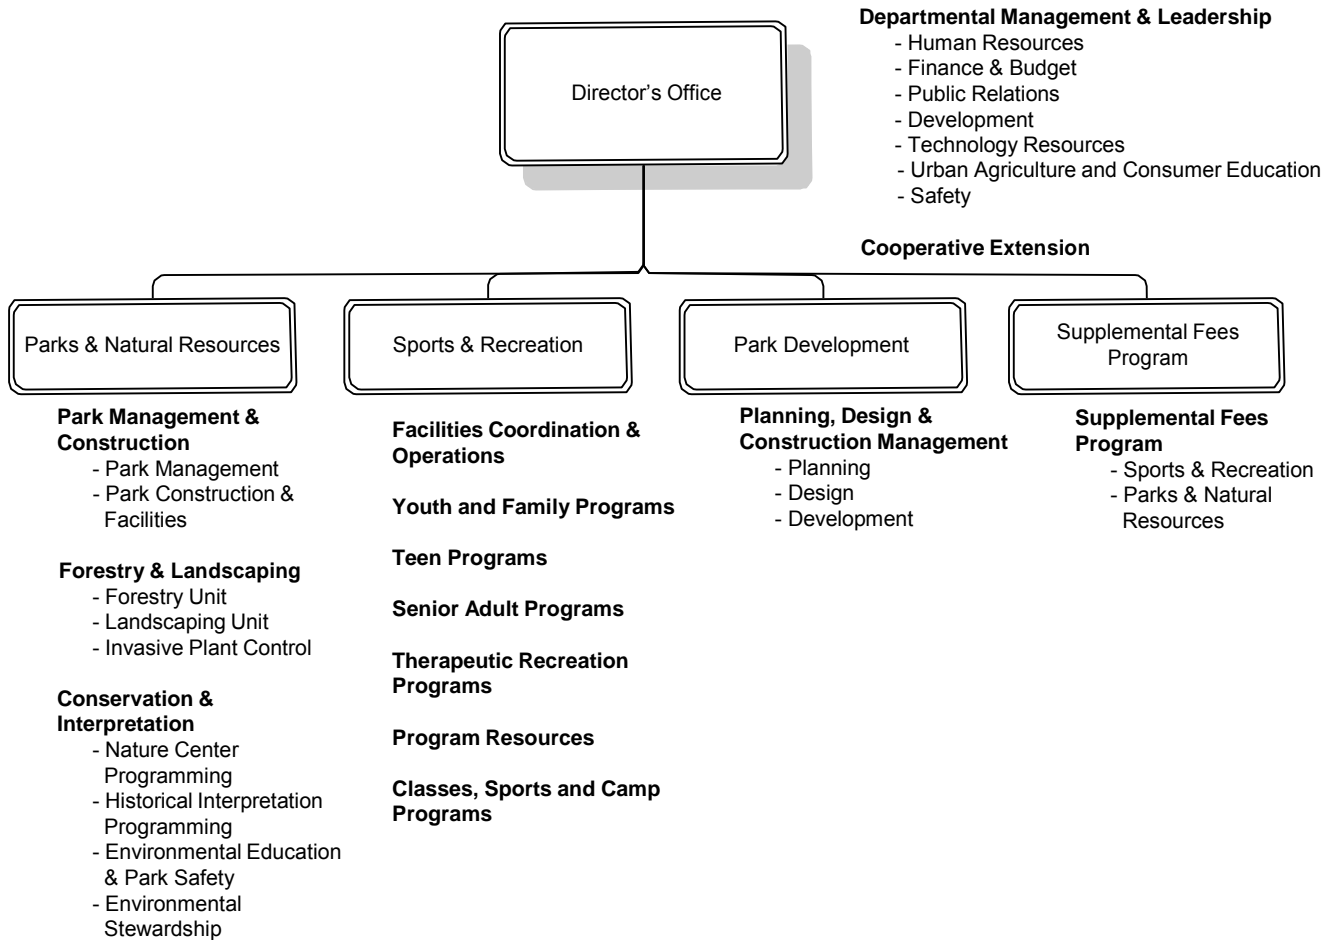 Departmental Management & Leadership
- Human Resources
- Finance & Budget
- Public Relations
- Development
- Technology Resources
- Urban Agriculture and Consumer Education
- Safety
Cooperative Extension
Director's Office
Parks & Natural Resources
Park Management &
Construction
- Park Management
- Park Construction &
Facilities
Forestry & Landscaping
- Forestry Unit
- Landscaping Unit
- Invasive Plant Control
Conservation &
Interpretation
- Nature Center
Programming
- Historical Interpretation
Programming
- Environmental Education
& Park Safety
- Environmental
Stewardship
Sports & Recreation
Facilities Coordination &
Operations
Youth and Family Programs
Teen Programs
Senior Adult Programs
Therapeutic Recreation
Programs
Program Resources
Classes, Sports and Camp
Programs
Park Development
Planning, Design &
Construction Management
- Planning
- Design
- Development
Supplemental Fees
Program
Supplemental Fees
Program
- Sports & Recreation
- Parks & Natural
Resources